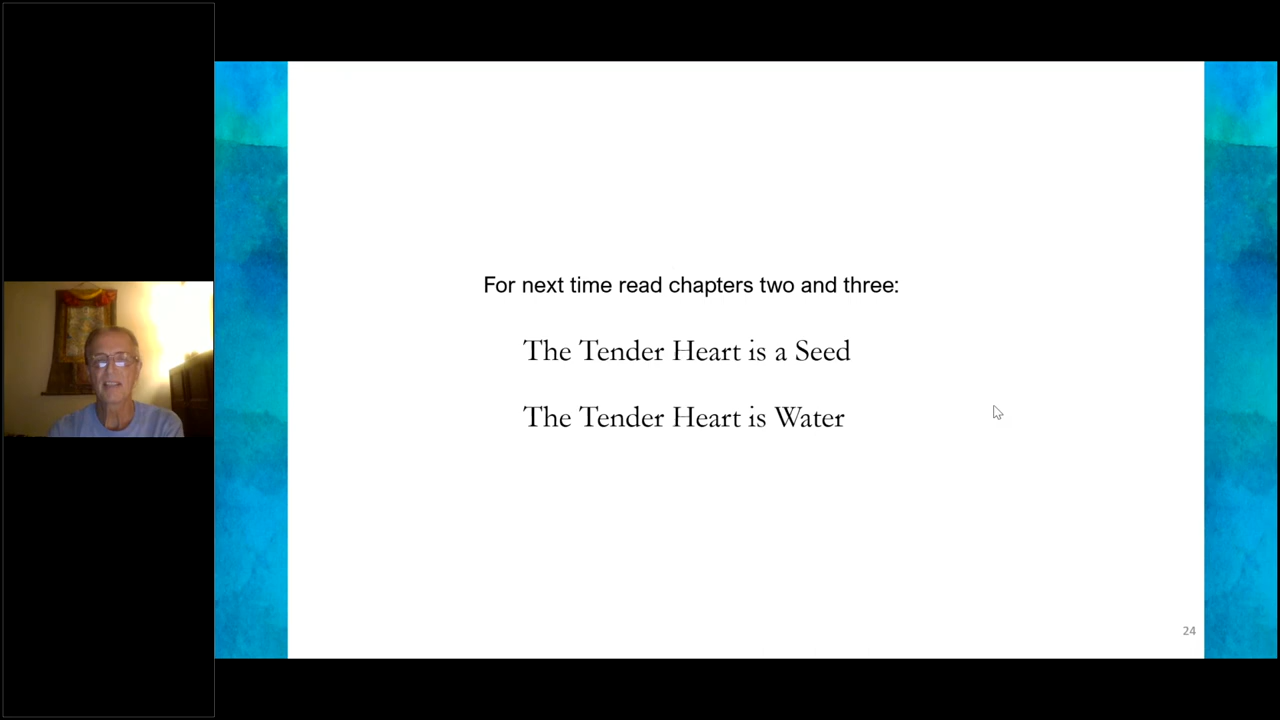 For next time read chapters two and three:
The Tender Heart is a Seed
The Tender Heart is Water
24